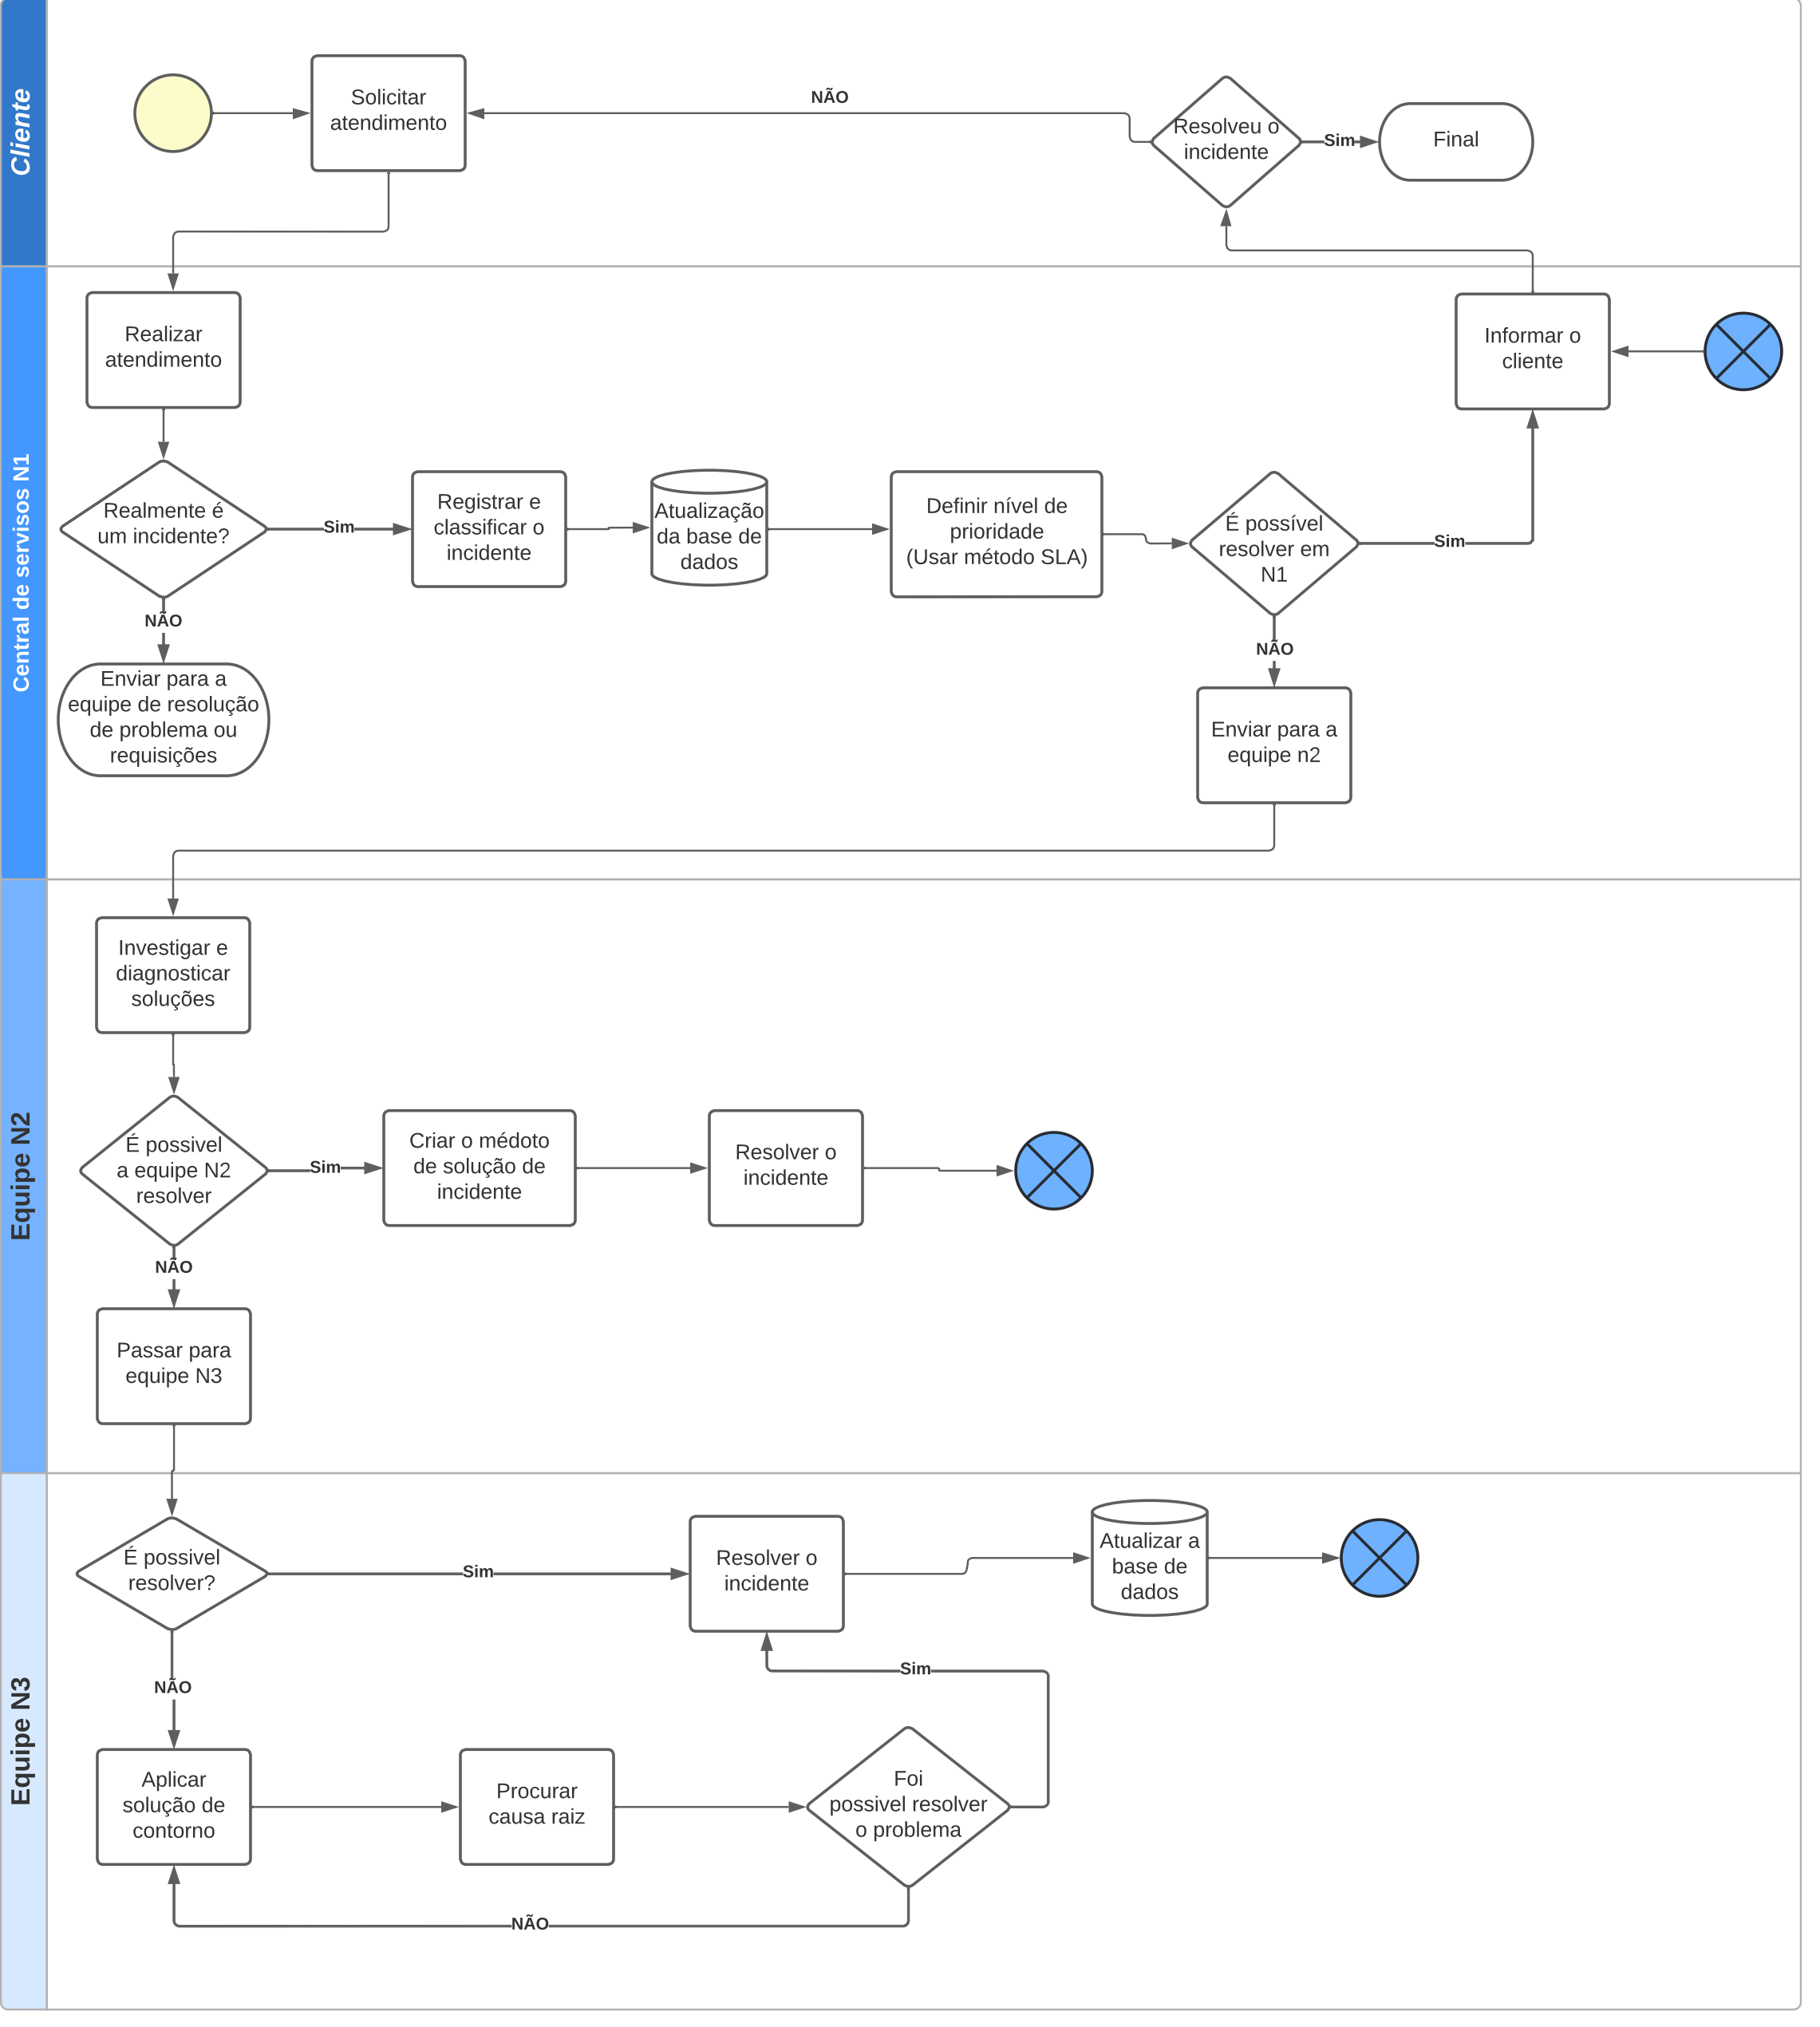 Cliente
Solicitar
atendimento
NÃO
Resolveu o
incidente
Sim
Final
Central de servisos N1
Realizar
atendimento
Informar o
cliente
Realmente é
um incidente?
Sim
Registrar e
classificar o
incidente
Atualização
da base de
dados
Definir nível de
prioridade
(Usar método SLA)
É possível
resolver em
N1
Sim
NÃO
Enviar para a
equipe de resolução
de problema ou
requisições
NÃO
Enviar para a
equipe n2
Equipe N2
Investigar e
diagnosticar
soluções
É possivel
a equipe N2
resolver
Sim
Criar o médoto
de solução de
incidente
Resolver o
incidente
NÃO
Passar para
equipe N3
Equipe N3
É possivel
resolver?
Sim
Resolver o
incidente
Atualizar a
base de
dados
NÃO
Sim
Aplicar
solução de
contorno
Procurar
causa raiz
Foi
possivel resolver
o problema
NÃO